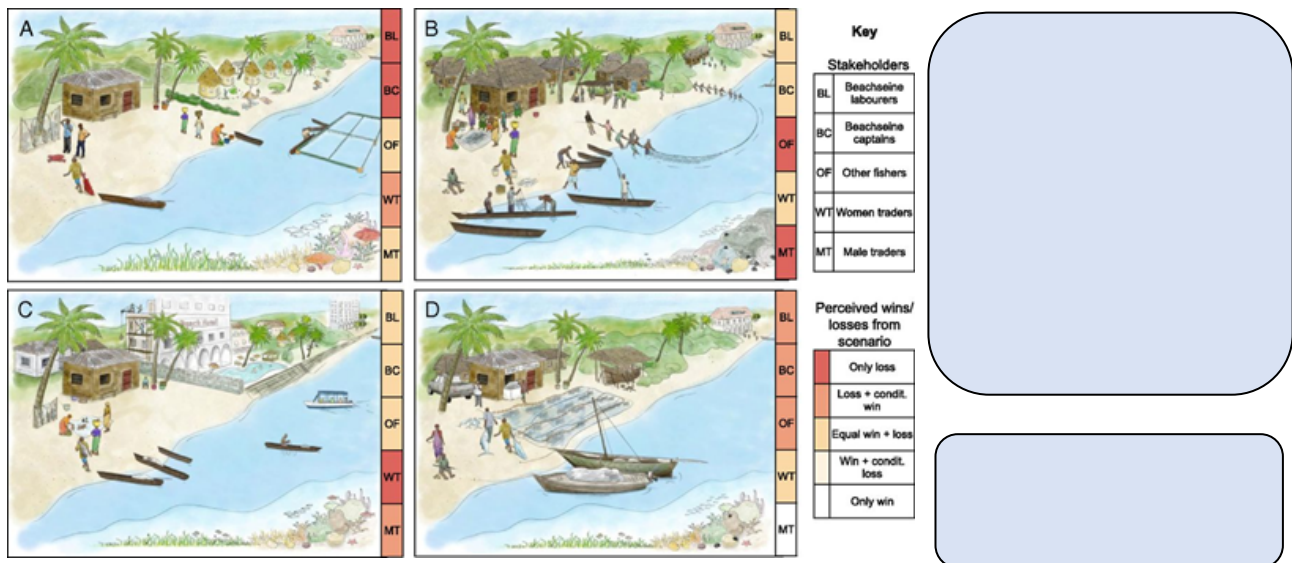 A
BL
BC
OF
WT
MT
B
BL
BC
OF
WT
MT
C
BL
BC
OF
WT
MT
D
BL
BC
OF
WT
MT
Key
Stakeholders
BL Beachseine
labourers
BC Beachseine
captains
OF Other fishers
WT Women traders
MT Male traders
Perceived wins/
losses from
scenario
Only loss
Loss + condit.
win
Equal win + loss
Win + condit.
loss
Only win